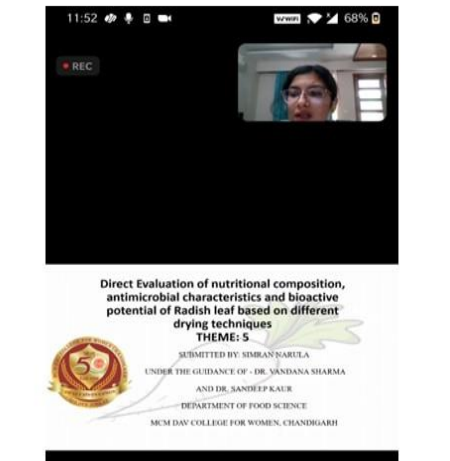 11:52
VoWiFi
68%
REC
Direct Evaluation of nutritional composition,
antimicrobial characteristics and bioactive
potential of Radish leaf based on different
drying techniques
THEME: 5
SUBMITTED BY: SIMRAN NARULA
UNDER THE GUIDANCE OF - DR. VANDANA SHARMA
AND DR. SANDEEP KAUR
DEPARTMENT OF FOOD SCIENCE
MCM DAV COLLEGE FOR WOMEN, CHANDIGARH
50